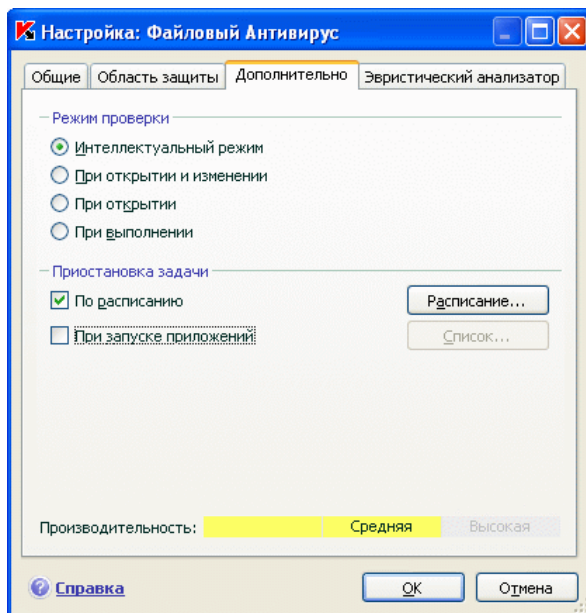 Настройка: Файловый Антивирус
Общие Область защиты Дополнительно Эвристический анализатор
Режим проверки
Интеллектуальный режим
При открытии и изменении
При открытии
При выполнении
Приостановка задачи
По расписанию Расписание...
При запуске приложений Список...
Производительность: Средняя Высокая
Справка OK Отмена